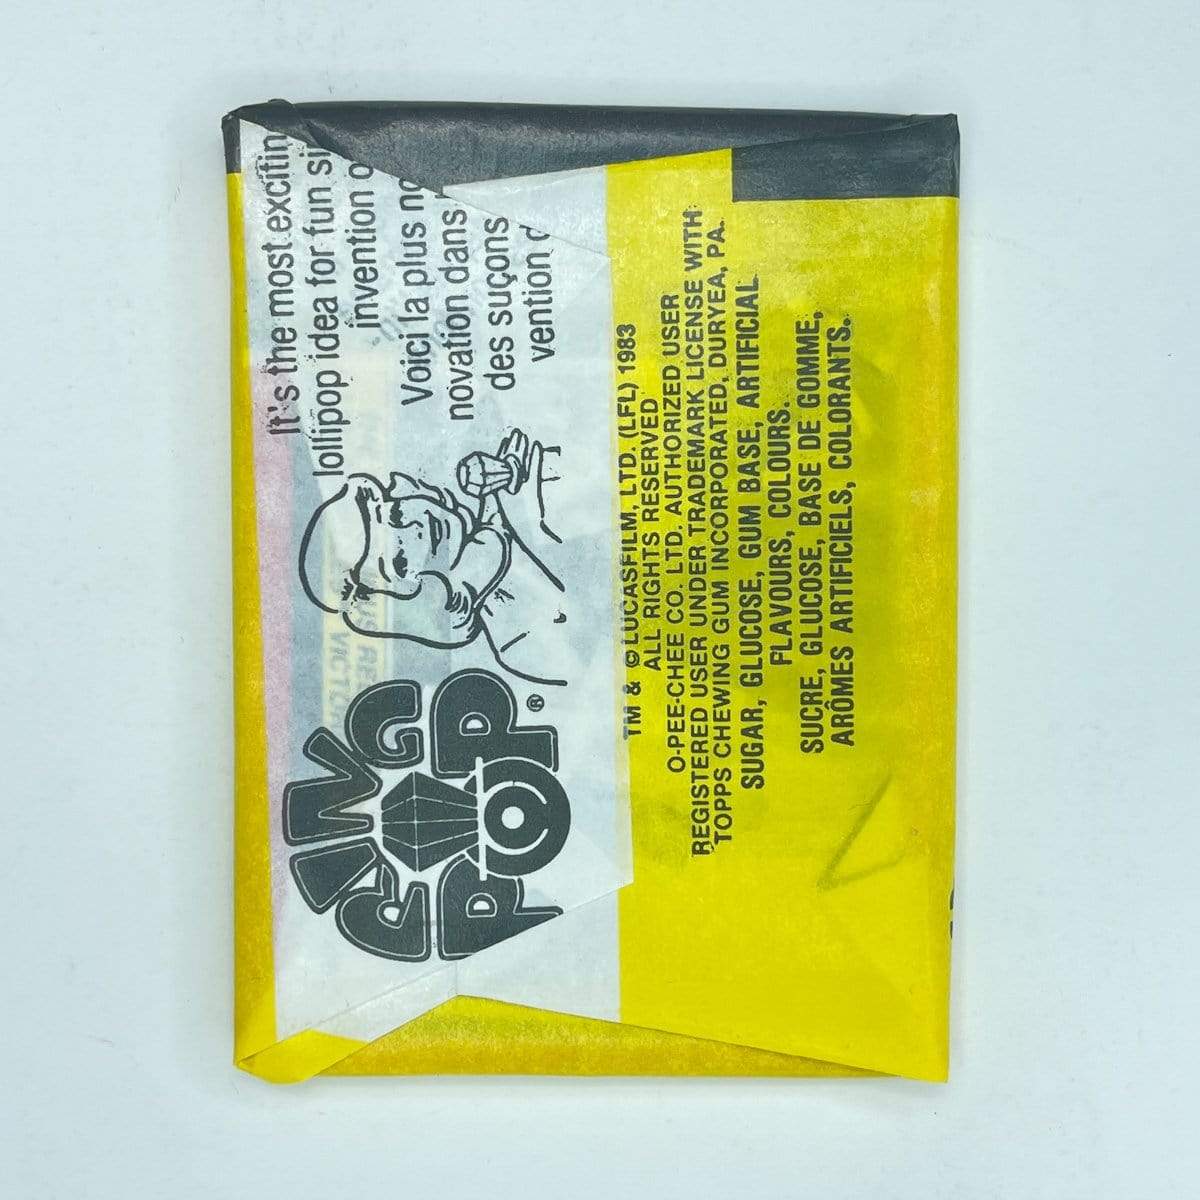 It's the most exciting
lollipop idea for fun si
invention o
Voici la plus no
novation dans
des suçons
vention d
RING
POP®
TM & © LUCASFILM, LTD. (LFL) 1983
ALL RIGHTS RESERVED
O-PEE-CHEE CO. LTD. AUTHORIZED USER
REGISTERED USER UNDER TRADEMARK LICENSE WITH
TOPPS CHEWING GUM INCORPORATED, DURYEA, PA.
SUGAR, GLUCOSE, GUM BASE, ARTIFICIAL
FLAVOURS, COLOURS.
SUCRE, GLUCOSE, BASE DE GOMME,
ARÔMES ARTIFICIELS, COLORANTS.